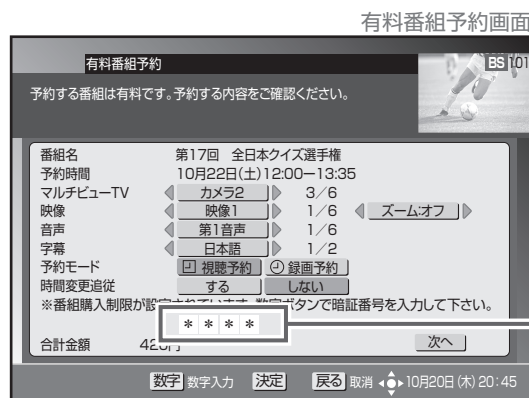 有料番組予約画面
有料番組予約
BS 101
予約する番組は有料です。予約する内容をご確認ください。
番組名 第17回 全日本クイズ選手権
予約時間 10月22日(土)12:00ー13:35
マルチビューTV カメラ2 3/6
映像 映像1 1/6 ズーム:オフ
音声 第1音声 1/6
字幕 日本語 1/2
予約モード 視聴予約 録画予約
時間変更追従 する しない
※番組購入制限が設定されています。数字ボタンで暗証番号を入力して下さい。
* * * *
合計金額 420円 次へ
数字 数字入力 決定 戻る 取消 10月20日(木)20:45